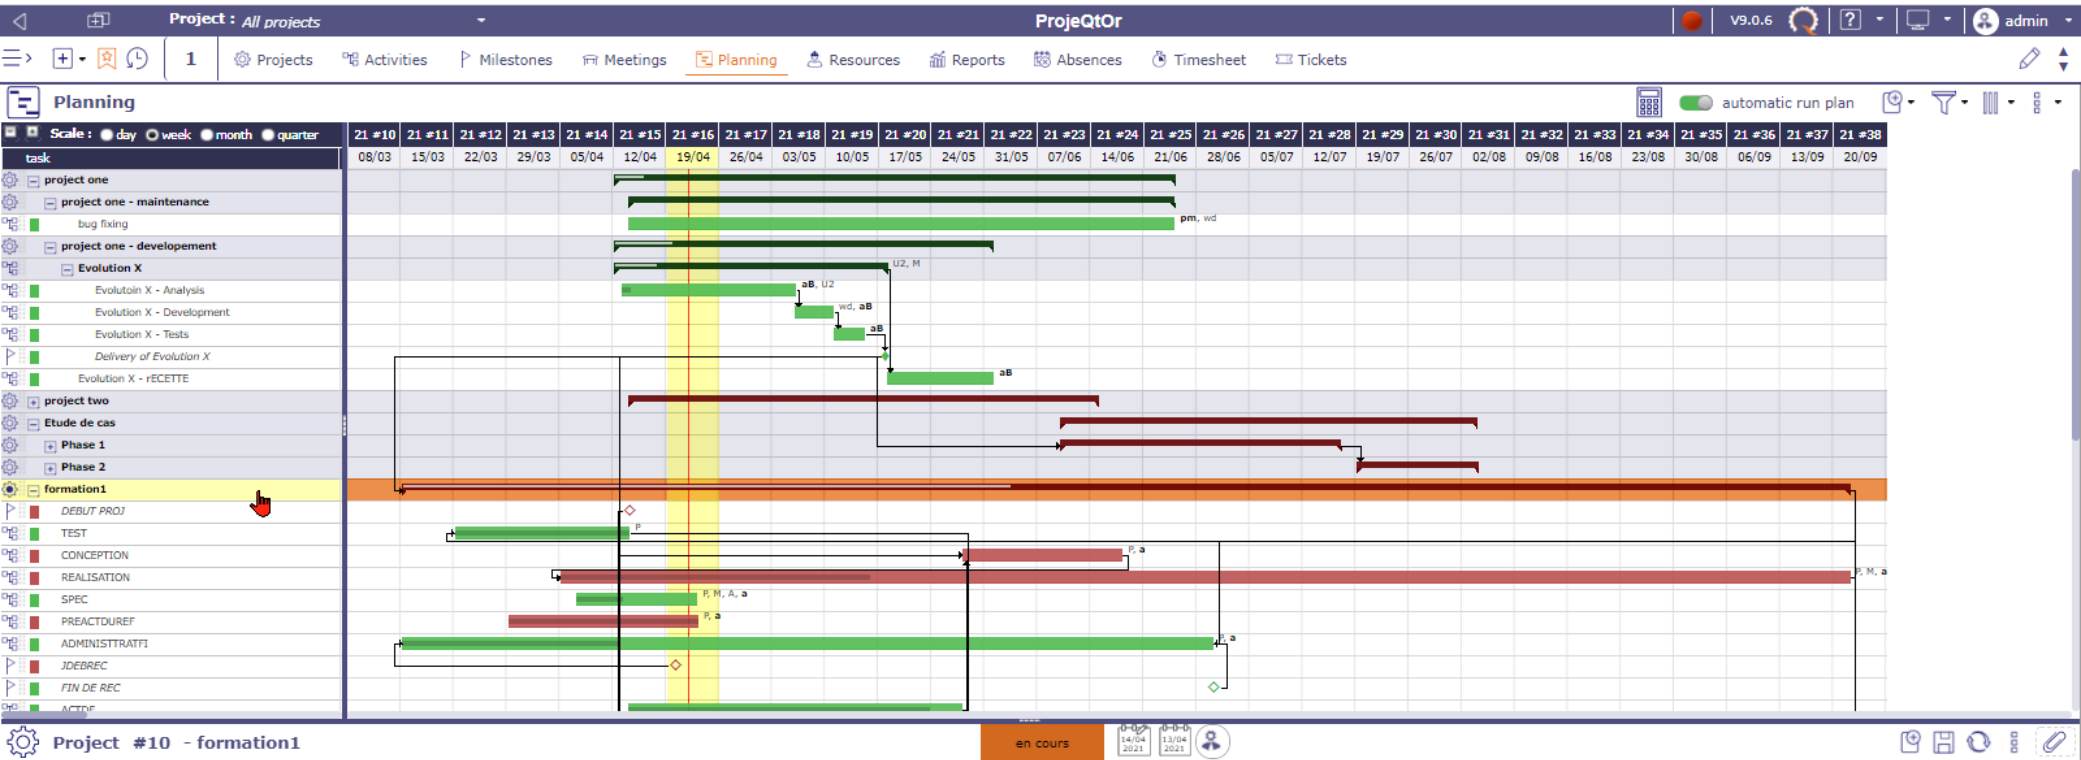 Project : All projects
ProjeQtOr
V9.0.6
?
admin
1
Projects
Activities
Milestones
Meetings
Planning
Resources
Reports
Absences
Timesheet
Tickets
Planning
automatic run plan
Scale : day week month quarter
21 #10 21 #11 21 #12 21 #13 21 #14 21 #15 21 #16 21 #17 21 #18 21 #19 21 #20 21 #21 21 #22 21 #23 21 #24 21 #25 21 #26 21 #27 21 #28 21 #29 21 #30 21 #31 21 #32 21 #33 21 #34 21 #35 21 #36 21 #37 21 #38
task
08/03 15/03 22/03 29/03 05/04 12/04 19/04 26/04 03/05 10/05 17/05 24/05 31/05 07/06 14/06 21/06 28/06 05/07 12/07 19/07 26/07 02/08 09/08 16/08 23/08 30/08 06/09 13/09 20/09
project one
project one - maintenance
bug fixing
pm, wd
project one - developement
Evolution X
U2, M
Evolutoin X - Analysis
aB, U2
Evolution X - Development
wd, aB
Evolution X - Tests
aB
Delivery of Evolution X
Evolution X - rECETTE
aB
project two
Etude de cas
Phase 1
Phase 2
formation1
DEBUT PROJ
TEST
P
CONCEPTION
P, a
REALISATION
P, M, a
SPEC
P, M, A, a
PREACTDUREF
P, a
ADMINISTTRATFI
P, a
JDEBREC
FIN DE REC
ACTDF
Project #10 - formation1
en cours
14/04
2021
13/04
2021